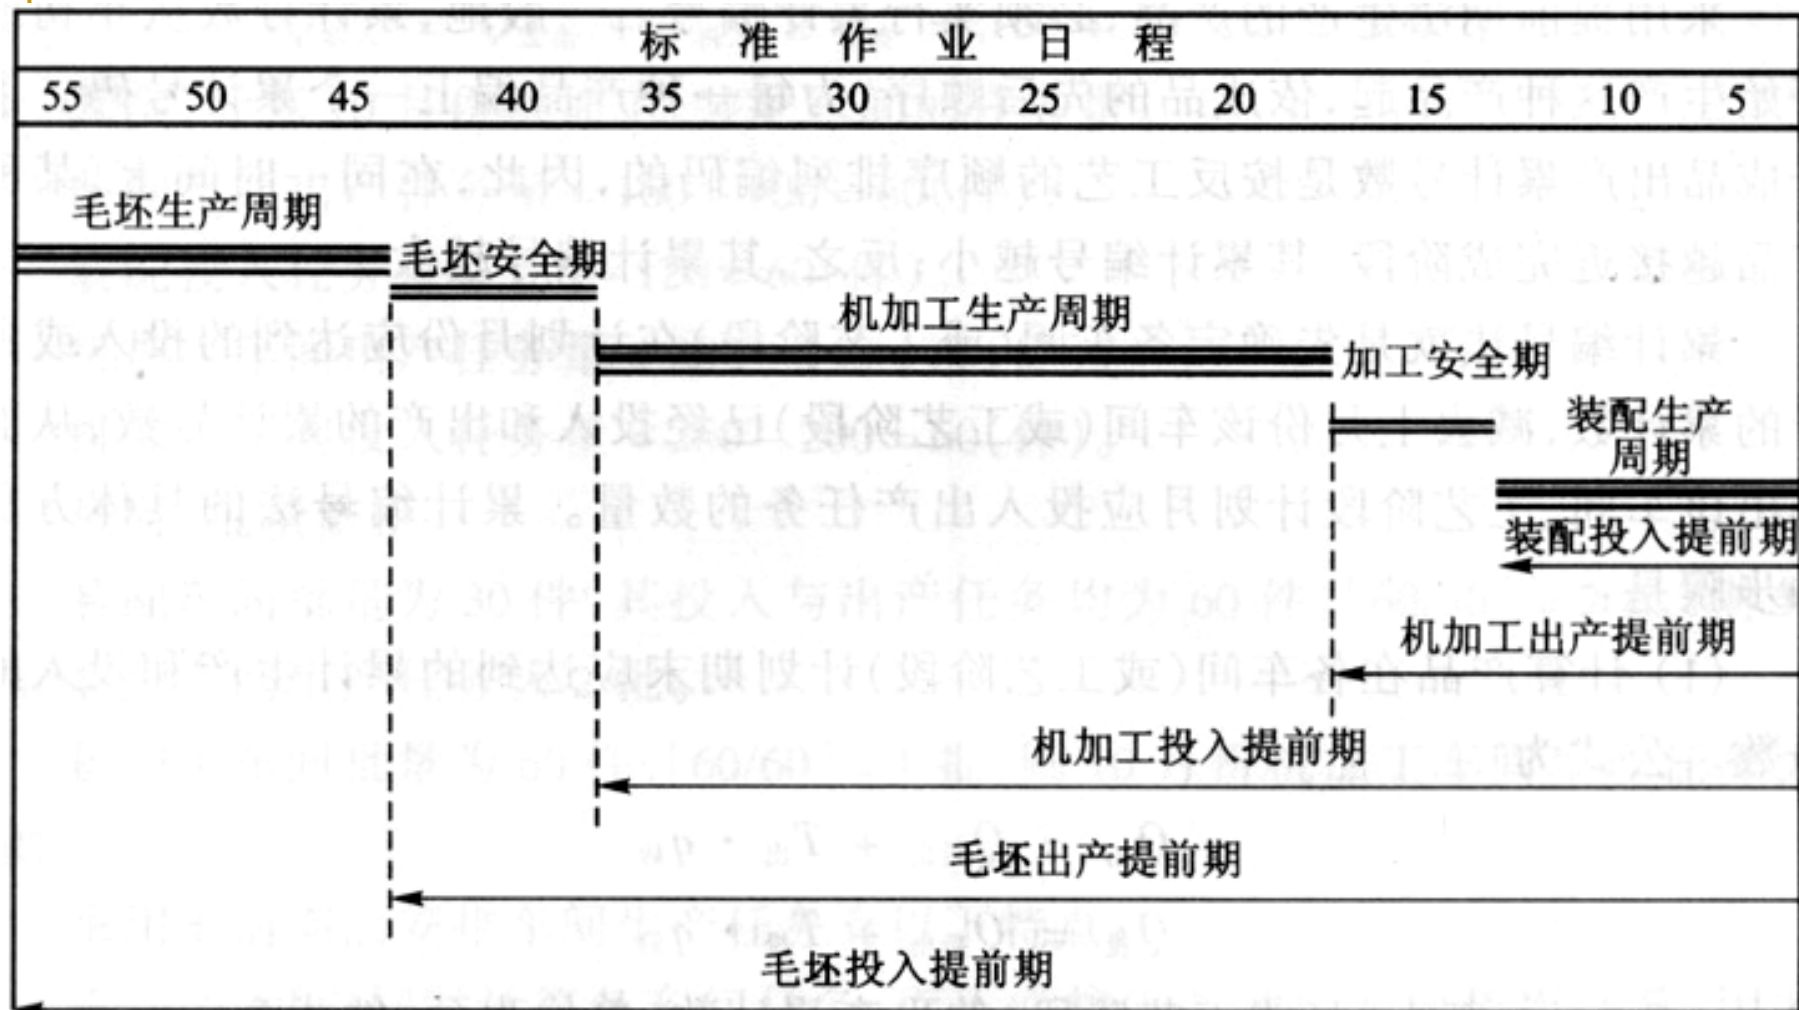 标 准 作 业 日 程
55 50 45 40 35 30 25 20 15 10 5
毛坯生产周期
毛坯安全期
机加工生产周期
加工安全期
装配生产
周期
装配投入提前期
机加工出产提前期
机加工投入提前期
毛坯出产提前期
毛坯投入提前期